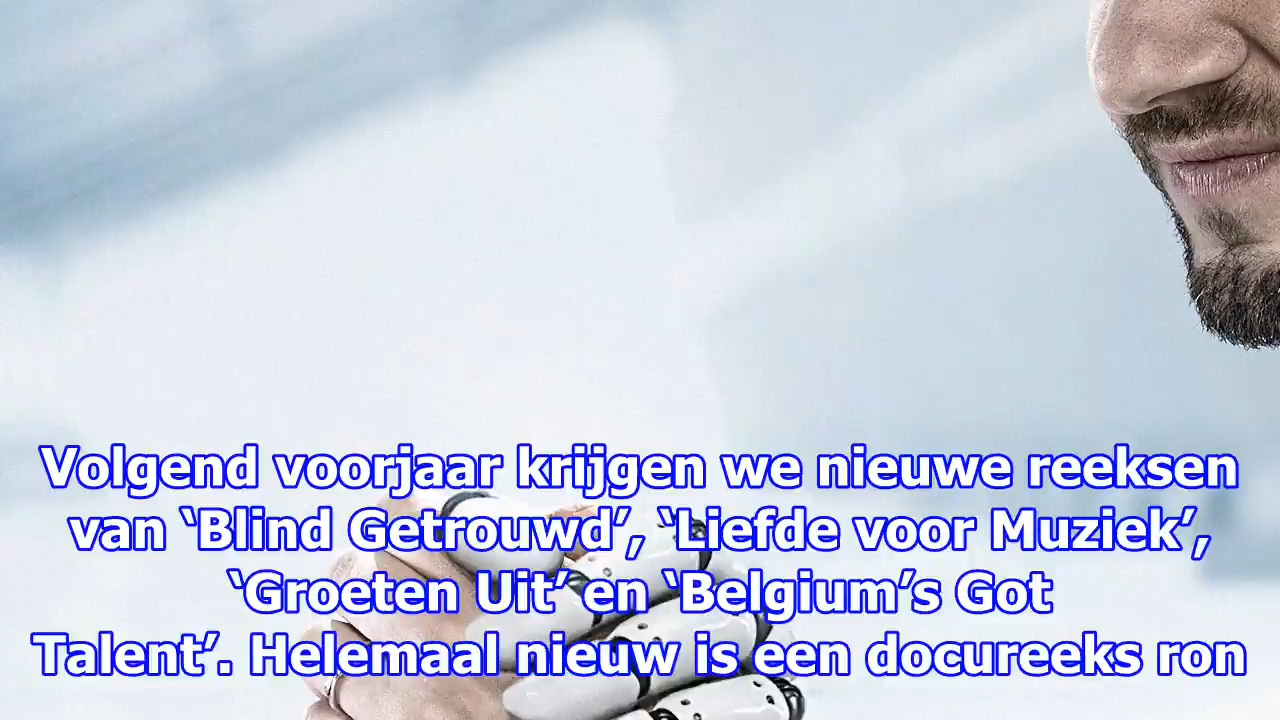 Volgend voorjaar krijgen we nieuwe reeksen
van ‘Blind Getrouwd’, ‘Liefde voor Muziek’,
‘Groeten Uit’ en ‘Belgium’s Got
Talent’. Helemaal nieuw is een docureeks ron